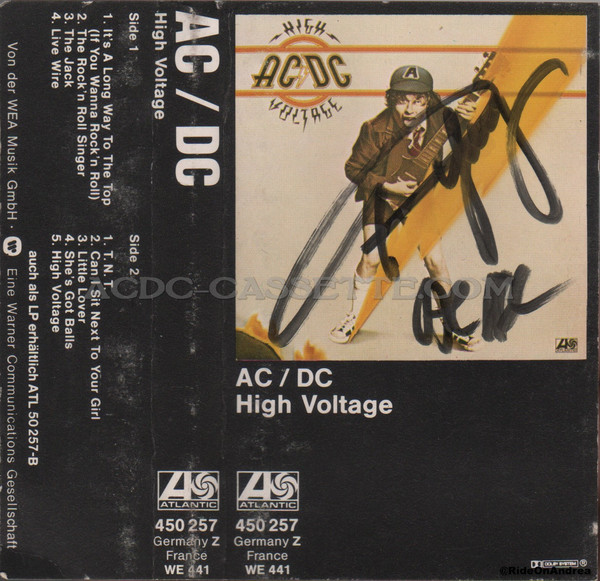 Side 1
1. It's A Long Way To The Top
(If You Wanna Rock'n Roll)
2. The Rock'n Roll Singer
3. The Jack
4. Live Wire
Side 2
1. T.N.T.
2. Can I Sit Next To Your Girl
3. Little Lover
4. She's Got Balls
5. High Voltage
auch als LP erhältlich ATL 50 257-B
Von der WEA Musik GmbH · Eine Warner Communications Gesellschaft
AC / DC
High Voltage
ATLANTIC
450 257
Germany Z
France
WE 441
HIGH
AC DC
VOLTAGE
A
ATLANTIC
AC / DC
High Voltage
ATLANTIC
450 257
Germany Z
France
WE 441
DOLBY SYSTEM ®
ACDC-CASSETTE.COM
©RideOnAndrea